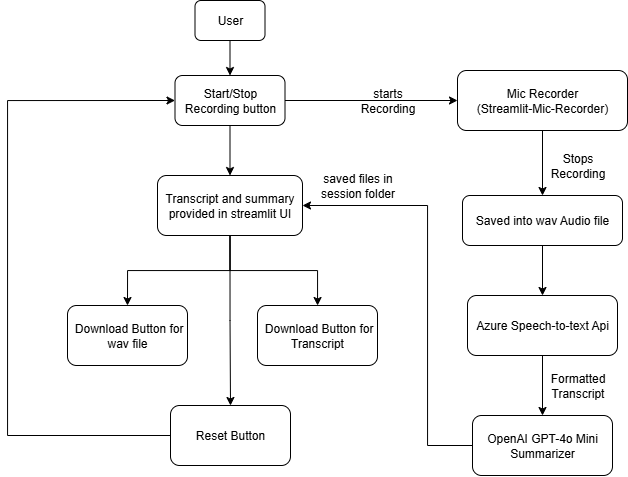 User
Start/Stop
Recording button
starts
Recording
Mic Recorder
(Streamlit-Mic-Recorder)
Stops
Recording
Transcript and summary
provided in streamlit UI
saved files in
session folder
Saved into wav Audio file
Download Button for
wav file
Download Button for
Transcript
Azure Speech-to-text Api
Formatted
Transcript
Reset Button
OpenAI GPT-4o Mini
Summarizer